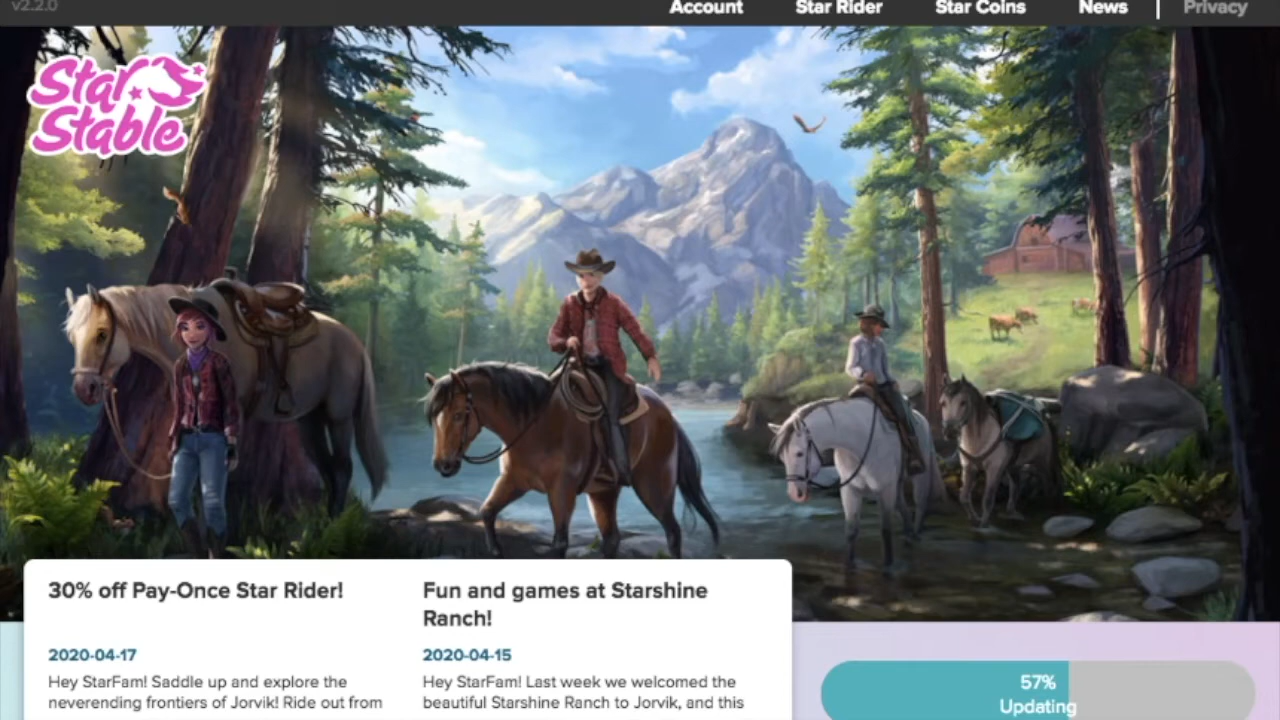 v2.2.0
Account Star Rider Star Coins News Privacy
Star
Stable
30% off Pay-Once Star Rider!
2020-04-17
Hey StarFam! Saddle up and explore the
neverending frontiers of Jorvik! Ride out from
Fun and games at Starshine
Ranch!
2020-04-15
Hey StarFam! Last week we welcomed the
beautiful Starshine Ranch to Jorvik, and this
57%
Updating